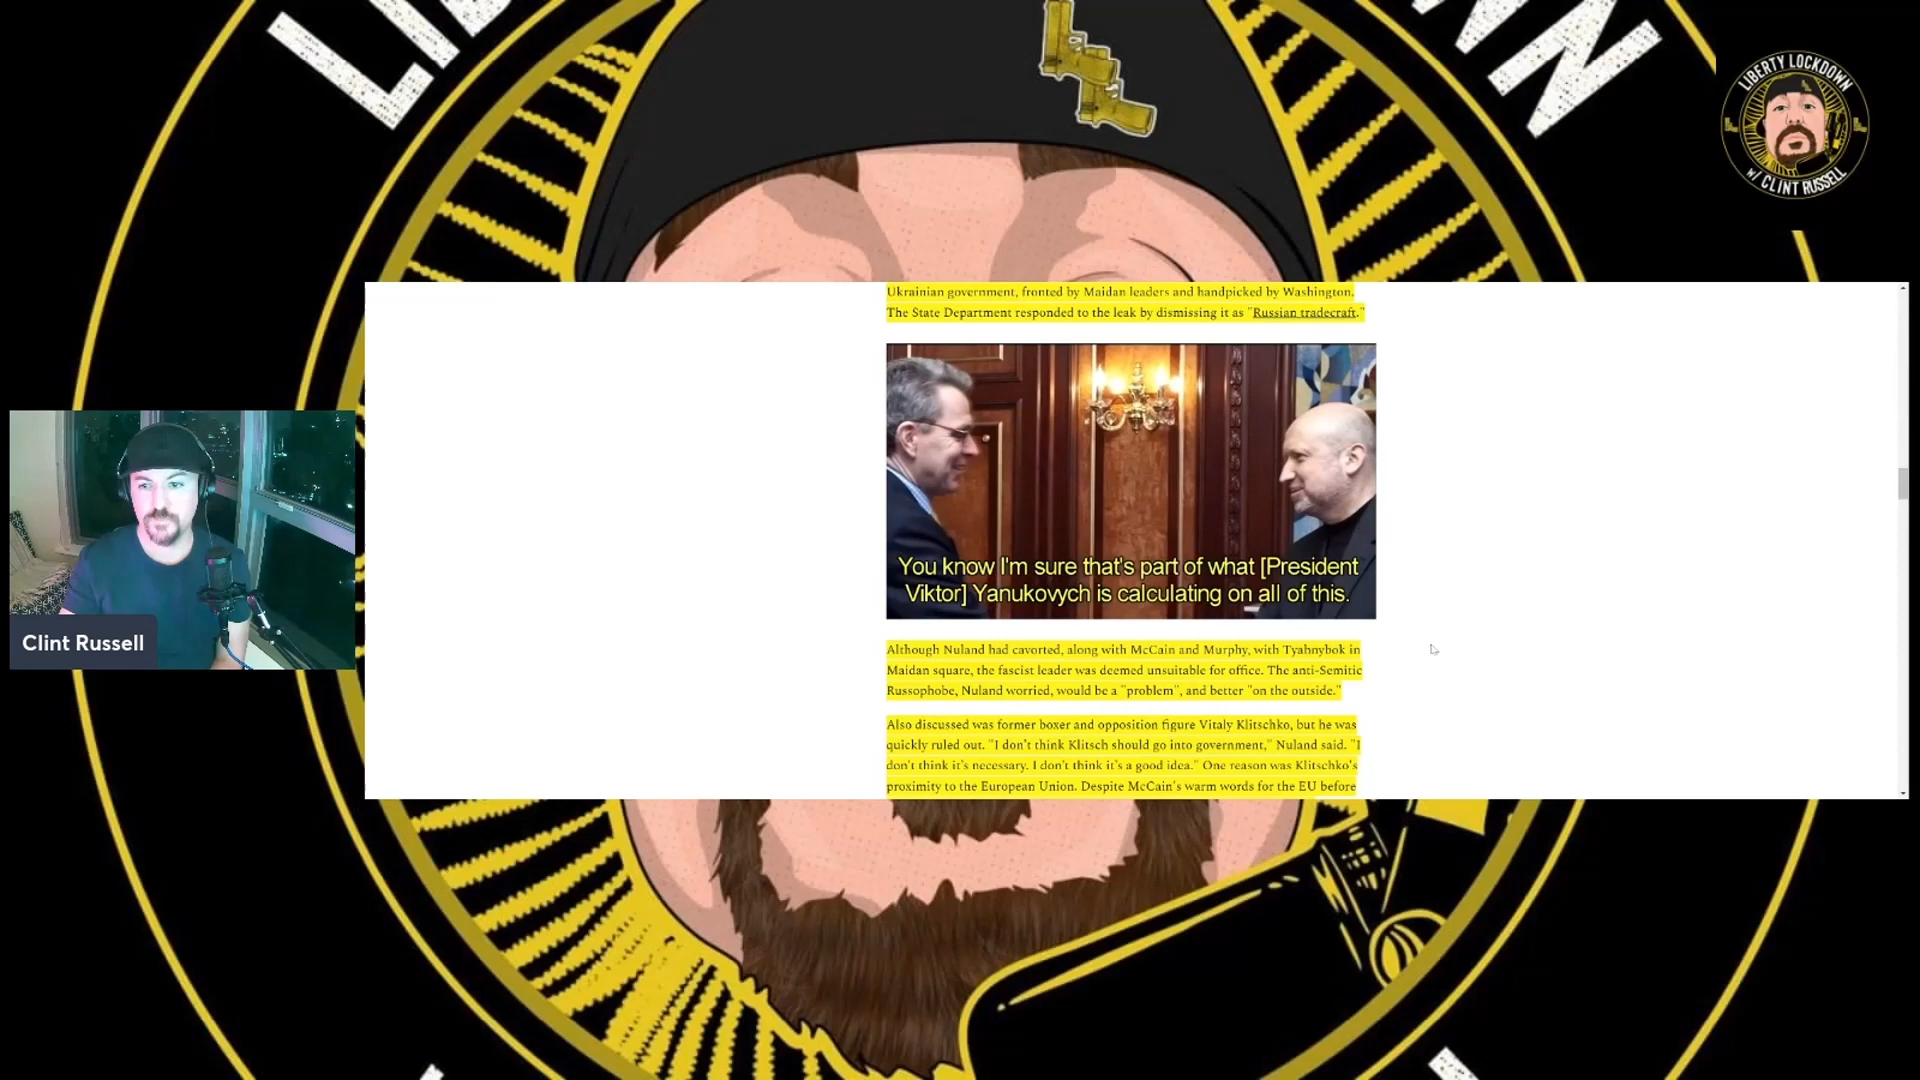 LIBERTY LOCKDOWN
W/ CLINT RUSSELL
Ukrainian government, fronted by Maidan leaders and handpicked by Washington.
The State Department responded to the leak by dismissing it as "Russian tradecraft."
You know I'm sure that's part of what [President
Viktor] Yanukovych is calculating on all of this.
Clint Russell
Although Nuland had cavorted, along with McCain and Murphy, with Tyahnybok in
Maidan square, the fascist leader was deemed unsuitable for office. The anti-Semitic
Russophobe, Nuland worried, would be a "problem", and better "on the outside."
Also discussed was former boxer and opposition figure Vitaly Klitschko, but he was
quickly ruled out. "I don't think Klitsch should go into government," Nuland said. "I
don't think it's necessary. I don't think it's a good idea." One reason was Klitschko's
proximity to the European Union. Despite McCain's warm words for the EU before